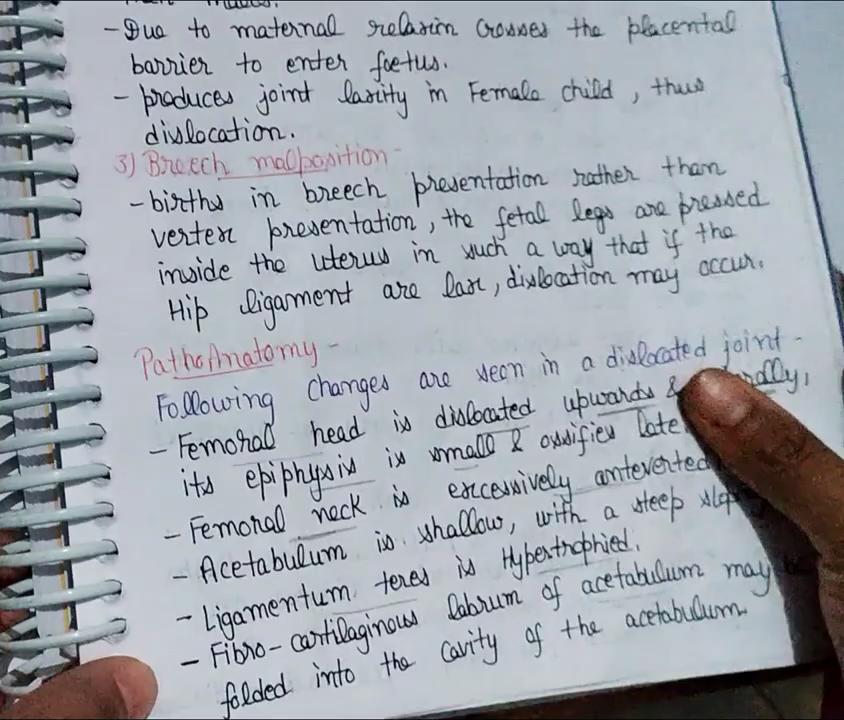 - Due to maternal relaxin crosses the placental
barrier to enter foetus.
- produces joint laxity in Female child, thus
dislocation.
3) Breech malposition -
- births in breech presentation rather than
vertex presentation, the fetal legs are pressed
inside the uterus in such a way that if the
Hip ligament are lax, dislocation may occur.
PathoAnatomy -
Following changes are seen in a dislocated joint -
- Femoral head is dislocated upwards &
its epiphysis is small & ossifies late
- Femoral neck is excessively anteverted
- Acetabulum is shallow, with a steep
- Ligamentum teres is Hypertrophied.
- Fibro-cartilaginous labrum of acetabulum may
folded into the cavity of the acetabulum